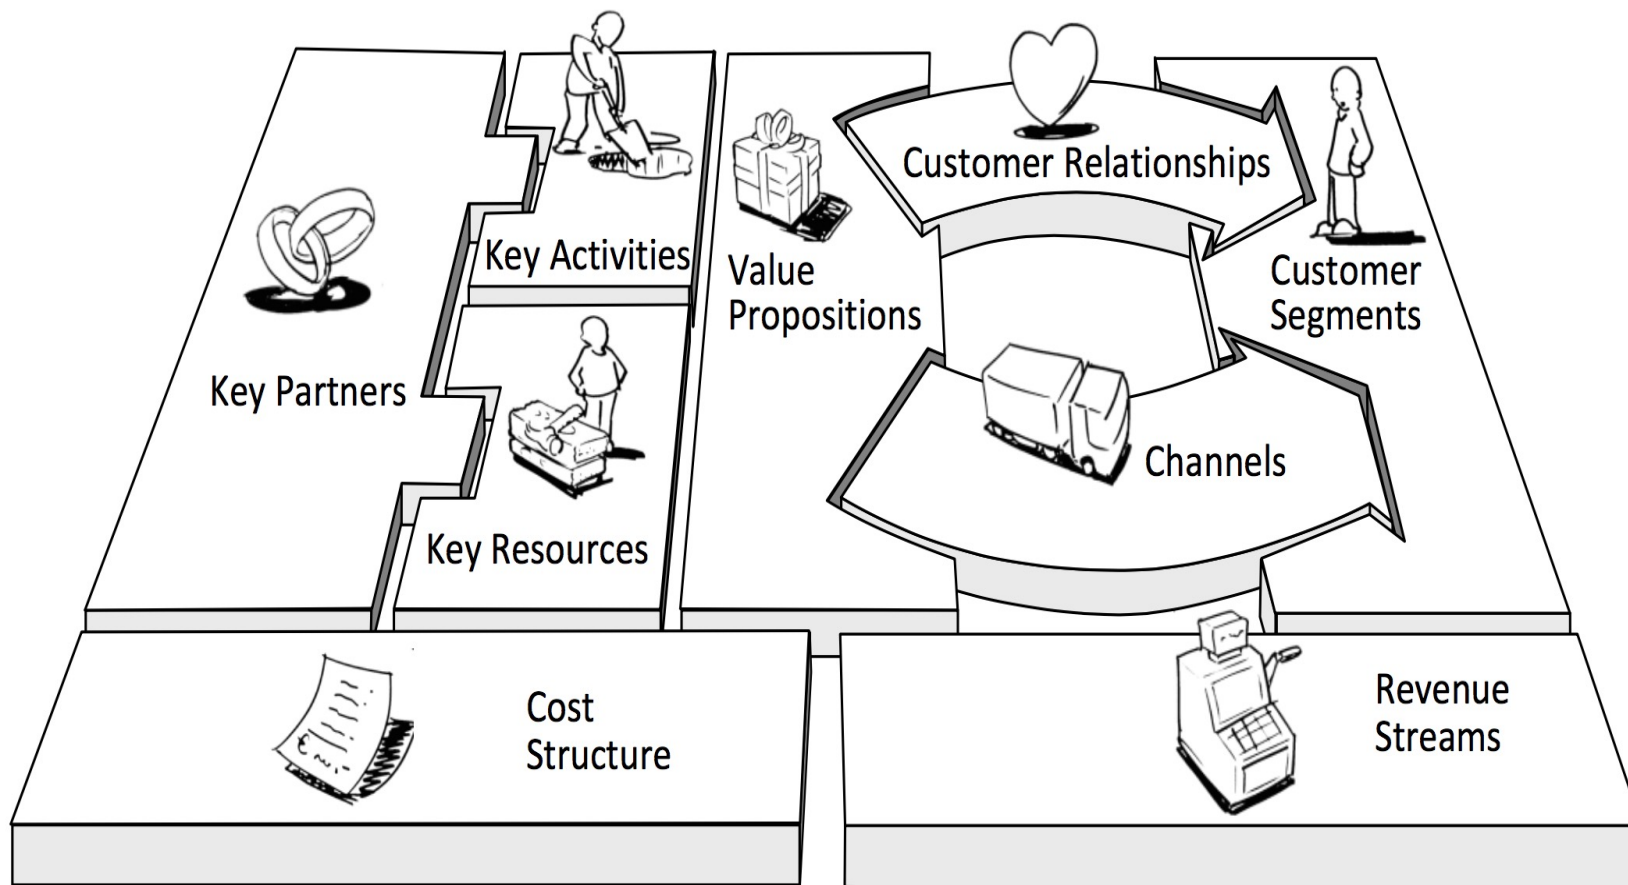 Key Partners
Key Activities
Key Resources
Value
Propositions
Customer Relationships
Channels
Customer
Segments
Cost
Structure
Revenue
Streams